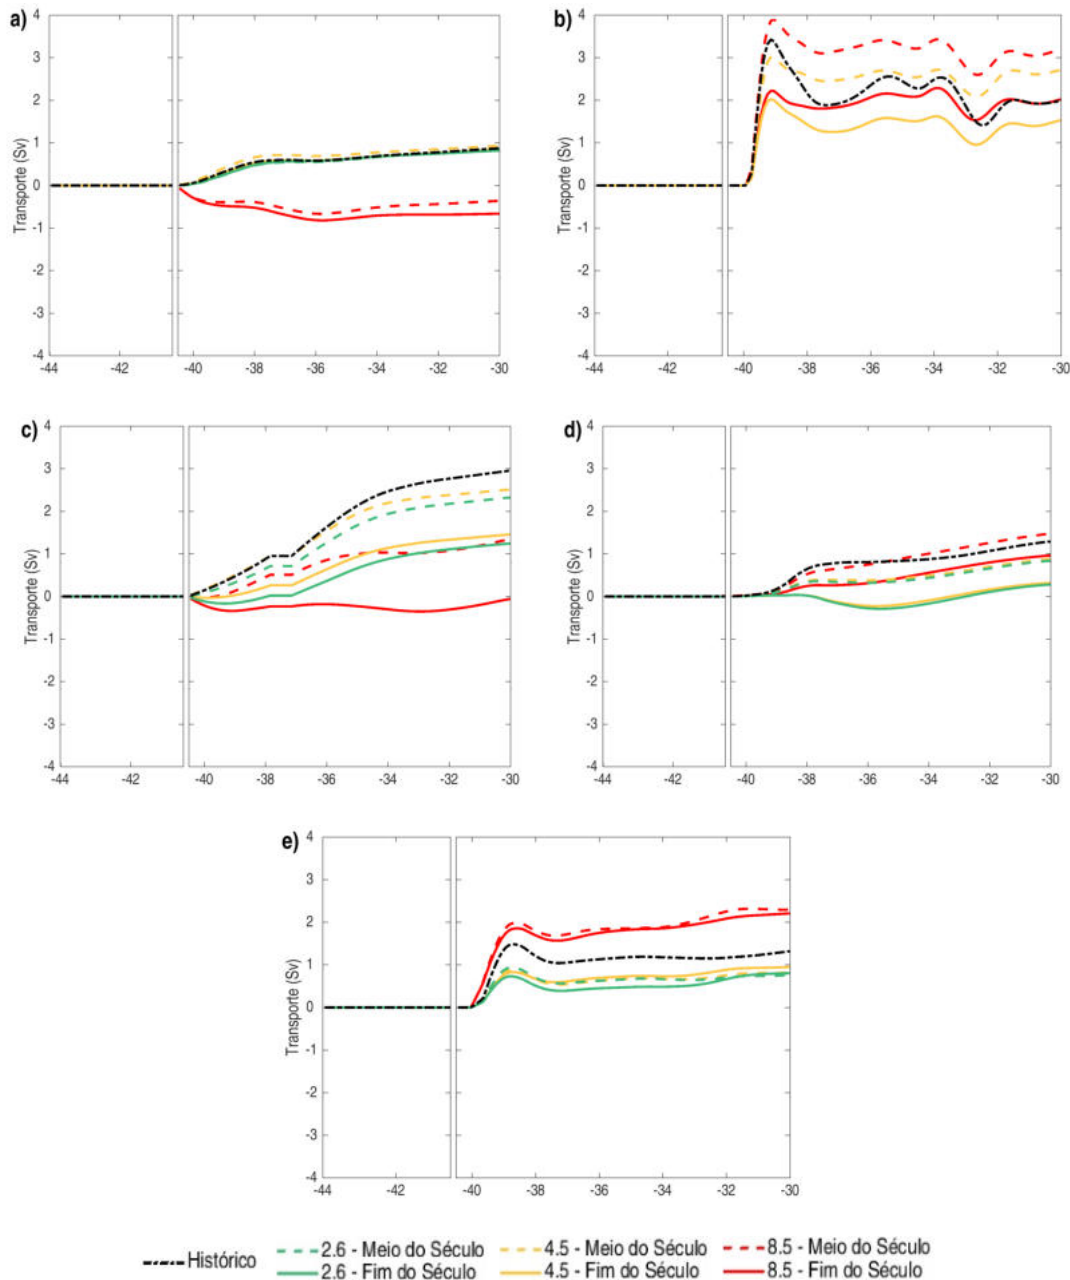 a)
4
3
2
1
0
-1
-2
-3
-4
Transporte (Sv)
-44 -42 -40 -38 -36 -34 -32 -30
b)
4
3
2
1
0
-1
-2
-3
-4
Transporte (Sv)
-44 -42 -40 -38 -36 -34 -32 -30
c)
4
3
2
1
0
-1
-2
-3
-4
Transporte (Sv)
-44 -42 -40 -38 -36 -34 -32 -30
d)
4
3
2
1
0
-1
-2
-3
-4
Transporte (Sv)
-44 -42 -40 -38 -36 -34 -32 -30
e)
4
3
2
1
0
-1
-2
-3
-4
Transporte (Sv)
-44 -42 -40 -38 -36 -34 -32 -30
Histórico
2.6 - Meio do Século
2.6 - Fim do Século
4.5 - Meio do Século
4.5 - Fim do Século
8.5 - Meio do Século
8.5 - Fim do Século